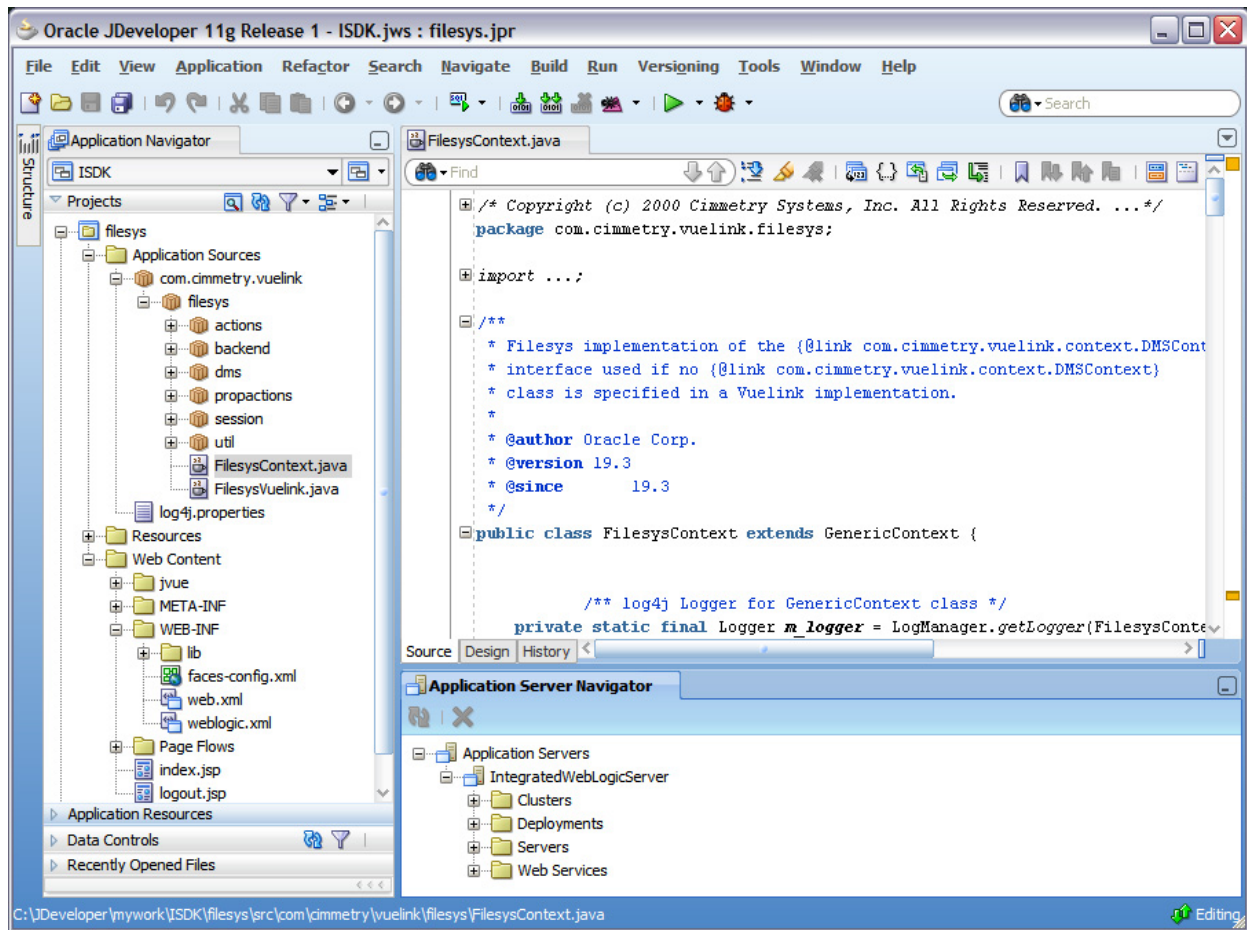 Oracle JDeveloper 11g Release 1 - ISDK.jws : filesys.jpr
File Edit View Application Refactor Search Navigate Build Run Versioning Tools Window Help
Search
Structure
Application Navigator
ISDK
Projects
filesys
Application Sources
com.cimmetry.vuelink
filesys
actions
backend
dms
propactions
session
util
FilesysContext.java
FilesysVuelink.java
log4j.properties
Resources
Web Content
jvue
META-INF
WEB-INF
lib
faces-config.xml
web.xml
weblogic.xml
Page Flows
index.jsp
logout.jsp
Application Resources
Data Controls
Recently Opened Files
FilesysContext.java
Find
/* Copyright (c) 2000 Cimmetry Systems, Inc. All Rights Reserved. ...*/
package com.cimmetry.vuelink.filesys;
import ...;
/**
* Filesys implementation of the {@link com.cimmetry.vuelink.context.DMSCont
* interface used if no {@link com.cimmetry.vuelink.context.DMSContext}
* class is specified in a Vuelink implementation.
*
* @author Oracle Corp.
* @version 19.3
* @since 19.3
*/
public class FilesysContext extends GenericContext {
/** log4j Logger for GenericContext class */
private static final Logger m_logger = LogManager.getLogger(FilesysConte
Source Design History
Application Server Navigator
Application Servers
IntegratedWebLogicServer
Clusters
Deployments
Servers
Web Services
C:\JDeveloper\mywork\ISDK\filesys\src\com\cimmetry\vuelink\filesys\FilesysContext.java
Editing